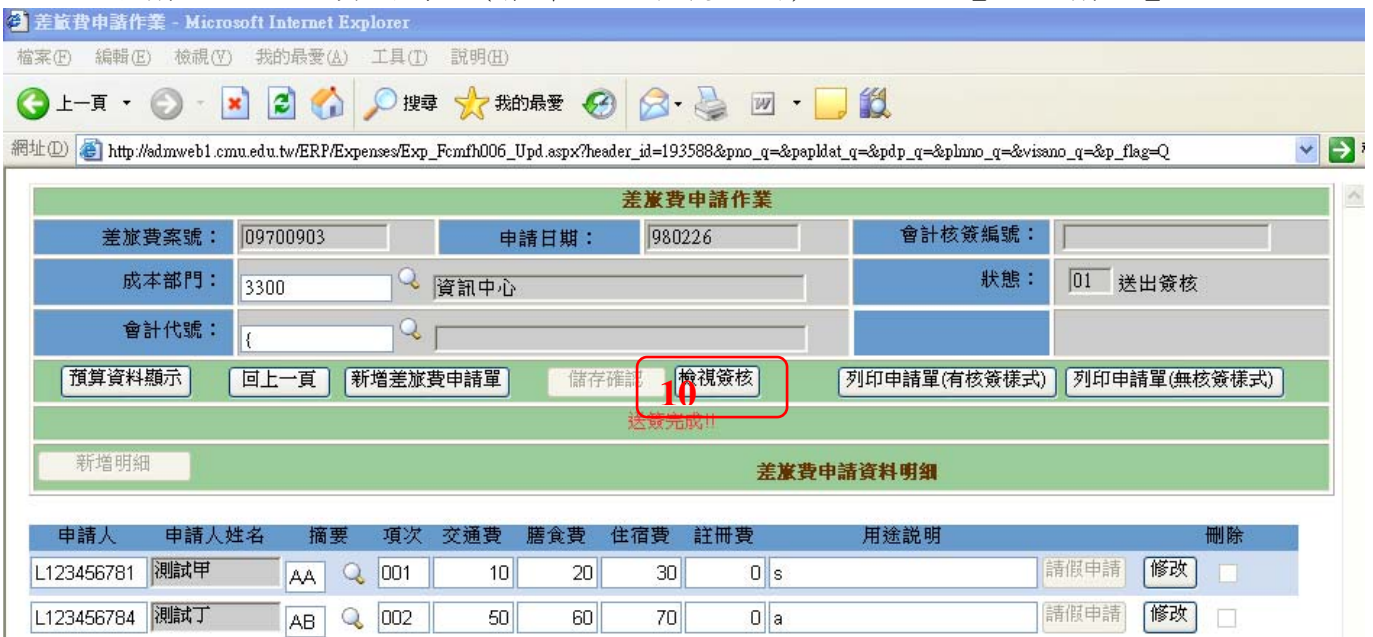 差旅費申請作業 - Microsoft Internet Explorer
檔案(F) 編輯(E) 檢視(V) 我的最愛(A) 工具(T) 說明(H)
上一頁 搜尋 我的最愛
網址(D) http://admweb1.cmu.edu.tw/ERP/Expenses/Exp_Fcmfh006_Upd.aspx?header_id=193588&pno_q=&papldat_q=&pdp_q=&plnno_q=&visano_q=&p_flag=Q
差旅費申請作業
差旅費案號： 09700903 申請日期： 980226 會計核簽編號：
成本部門： 3300 資訊中心 狀態： 01 送出簽核
會計代號： {
預算資料顯示 回上一頁 新增差旅費申請單 儲存確認 檢視簽核 列印申請單(有核簽樣式) 列印申請單(無核簽樣式)
10
送簽完成!!
新增明細 差旅費申請資料明細
申請人 申請人姓名 摘要 項次 交通費 膳食費 住宿費 註冊費 用途說明 刪除
L123456781 測試甲 AA 001 10 20 30 0 s 請假申請 修改
L123456784 測試丁 AB 002 50 60 70 0 a 請假申請 修改